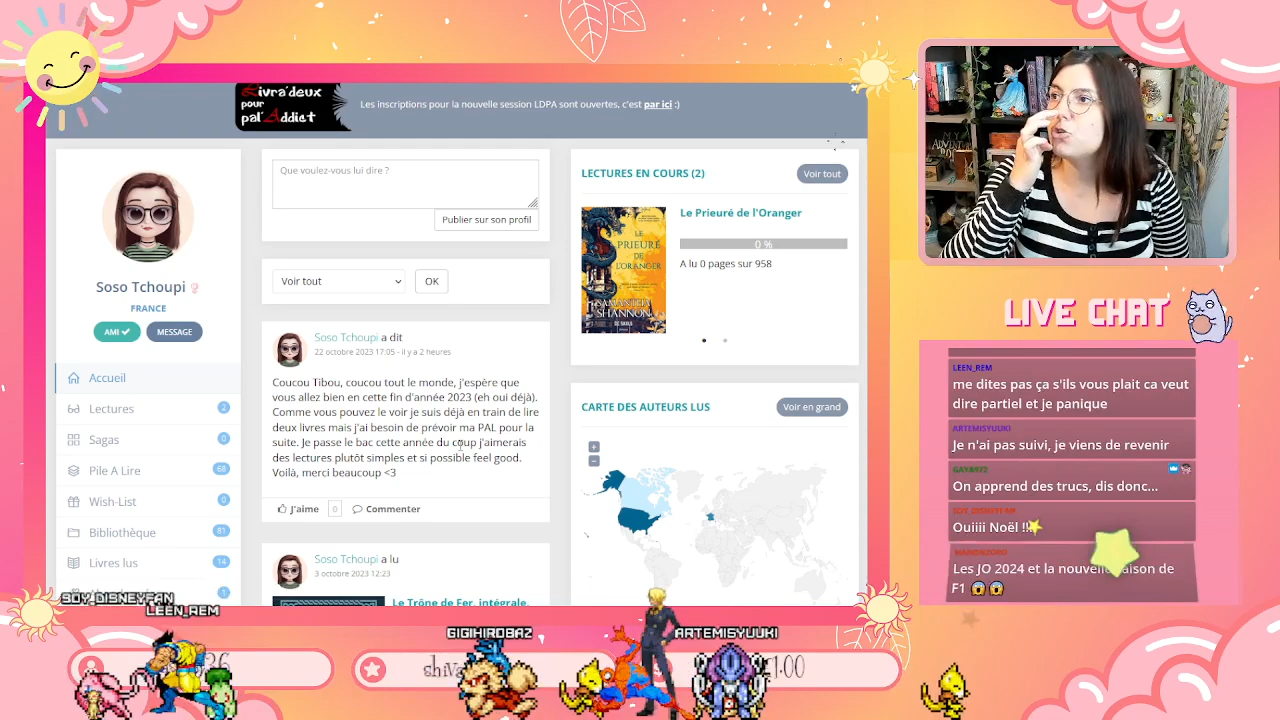 Livra'deux
pour
pal'Addict
Les inscriptions pour la nouvelle session LDPA sont ouvertes, c'est par ici :)
Soso Tchoupi
FRANCE
AMI
MESSAGE
Accueil
Lectures
2
Sagas
0
Pile A Lire
68
Wish-List
0
Bibliothèque
81
Livres lus
14
Que voulez-vous lui dire ?
Publier sur son profil
Voir tout
OK
Soso Tchoupi a dit
22 octobre 2023 17:05 - il y a 2 heures
Coucou Tibou, coucou tout le monde, j'espère que
vous allez bien en cette fin d'année 2023 (eh oui déjà).
Comme vous pouvez le voir je suis déjà en train de lire
deux livres mais j'ai besoin de prévoir ma PAL pour la
suite. Je passe le bac cette année du coup j'aimerais
des lectures plutôt simples et si possible feel good.
Voilà, merci beaucoup <3
J'aime
0
Commenter
Soso Tchoupi a lu
3 octobre 2023 12:23
Le Trône de Fer, intégrale,
LECTURES EN COURS (2)
Voir tout
LE
PRIEURÉ
DE
L'ORANGER
SAMANTHA
SHANNON
Le Prieuré de l'Oranger
0 %
A lu 0 pages sur 958
CARTE DES AUTEURS LUS
Voir en grand
+
−
LIVE CHAT
LEEN_REM
me dites pas ça s'ils vous plait ca veut
dire partiel et je panique
ARTEMISYUUKI
Je n'ai pas suivi, je viens de revenir
GAYA972
On apprend des trucs, dis donc...
Ouiiii Noël !!
Les JO 2024 et la nouvelle saison de
F1
SOY_DISNEYFAN
LEEN_REM
GIGIHIROBAZ
ARTEMISYUUKI